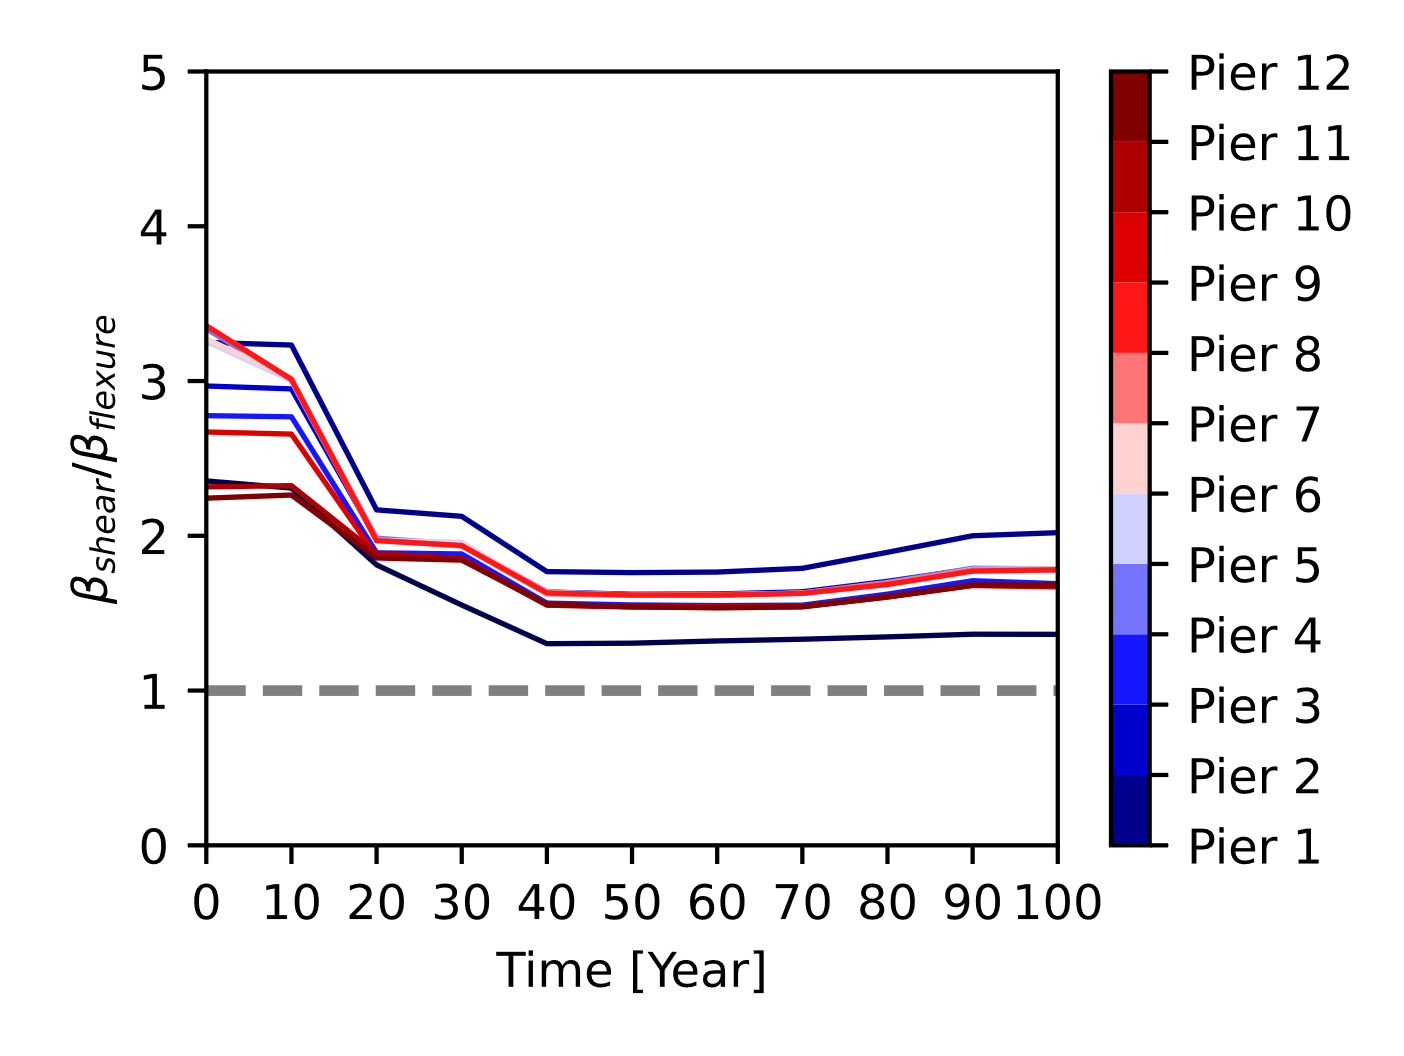 5
4
3
2
1
0
βshear/βflexure
0 10 20 30 40 50 60 70 80 90 100
Time [Year]
Pier 12
Pier 11
Pier 10
Pier 9
Pier 8
Pier 7
Pier 6
Pier 5
Pier 4
Pier 3
Pier 2
Pier 1